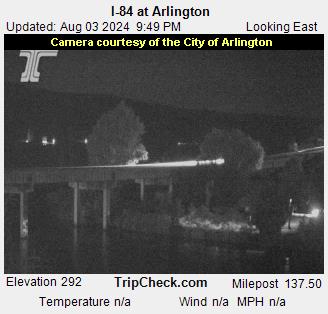 I-84 at Arlington
Updated: Aug 03 2024 9:49 PM Looking East
Camera courtesy of the City of Arlington
Elevation 292 TripCheck.com Milepost 137.50
Temperature n/a Wind n/a MPH n/a